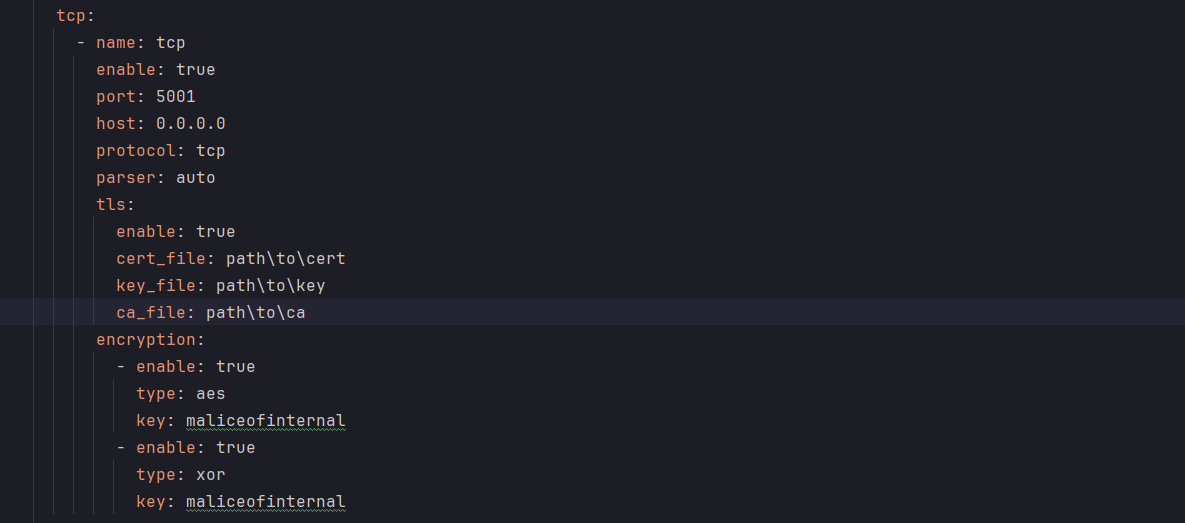 tcp:
- name: tcp
enable: true
port: 5001
host: 0.0.0.0
protocol: tcp
parser: auto
tls:
enable: true
cert_file: path\to\cert
key_file: path\to\key
ca_file: path\to\ca
encryption:
- enable: true
type: aes
key: maliceofinternal
- enable: true
type: xor
key: maliceofinternal